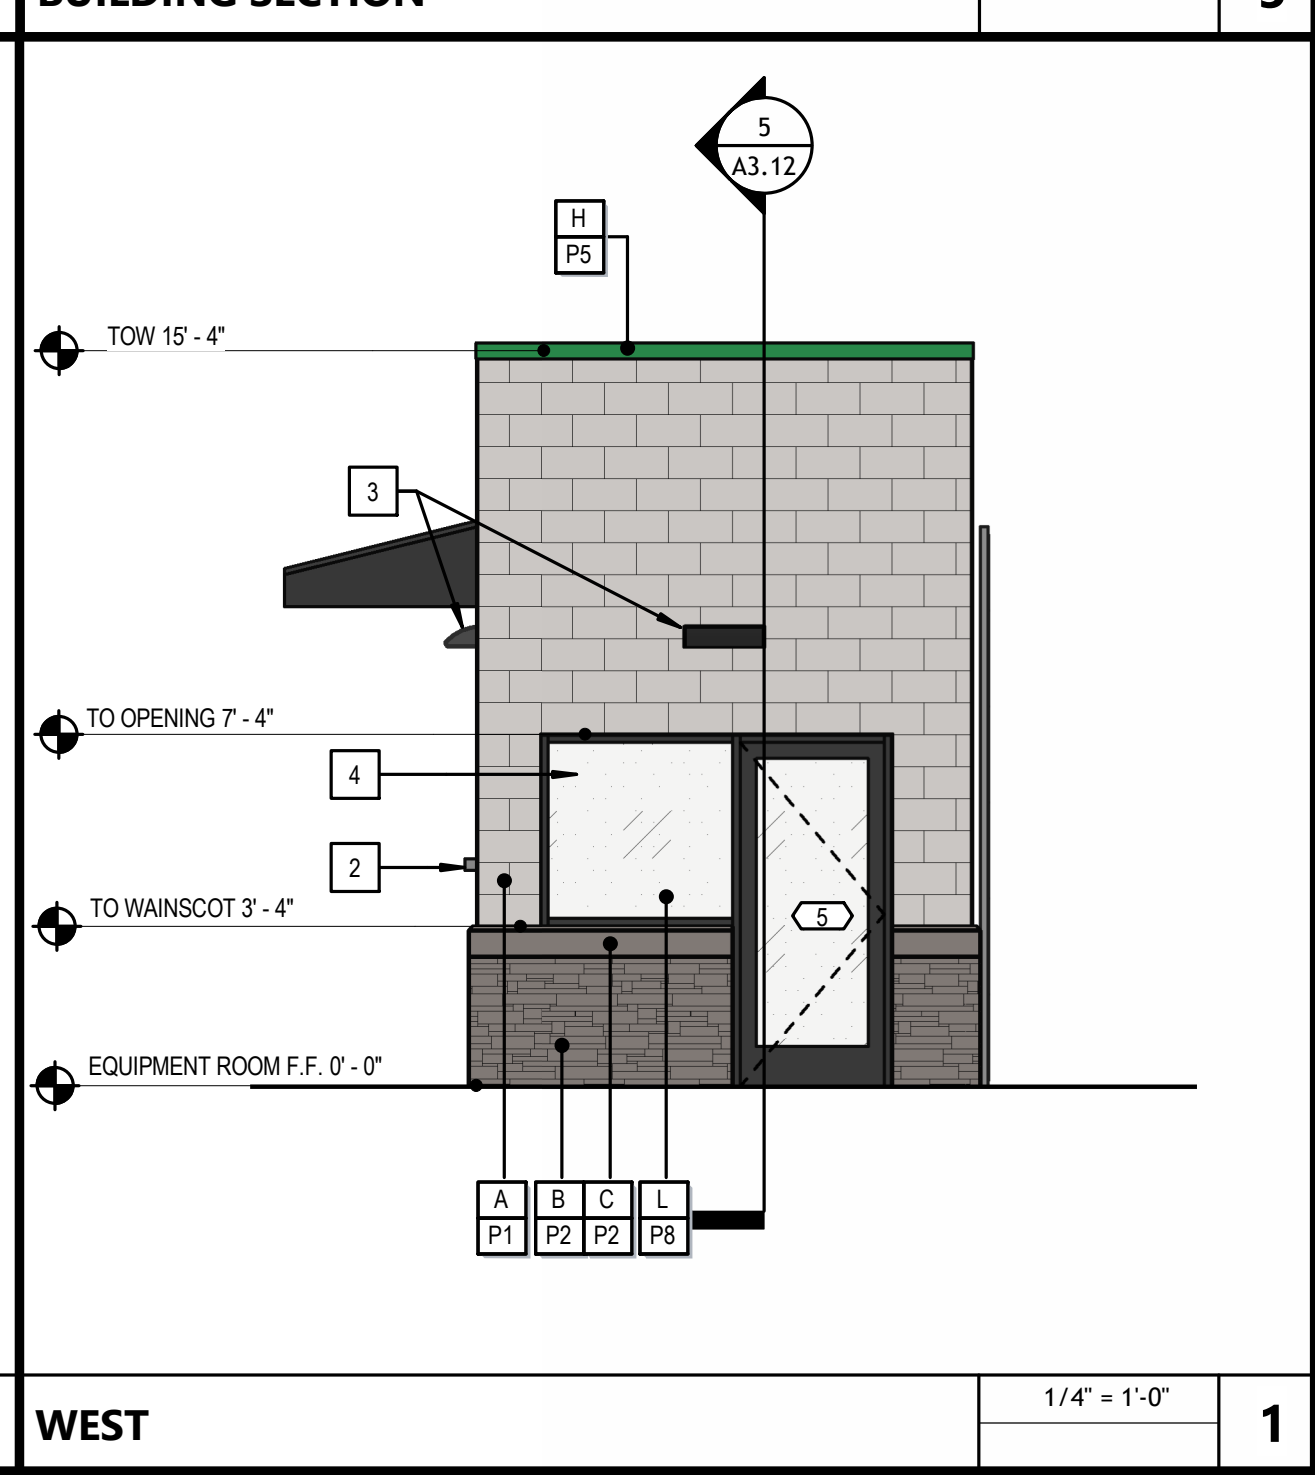 BUILDING SECTION
5
A3.12
H
P5
TOW 15' - 4"
3
TO OPENING 7' - 4"
4
2
TO WAINSCOT 3' - 4"
5
EQUIPMENT ROOM F.F. 0' - 0"
A B C L
P1 P2 P2 P8
1/4" = 1'-0"
WEST
1